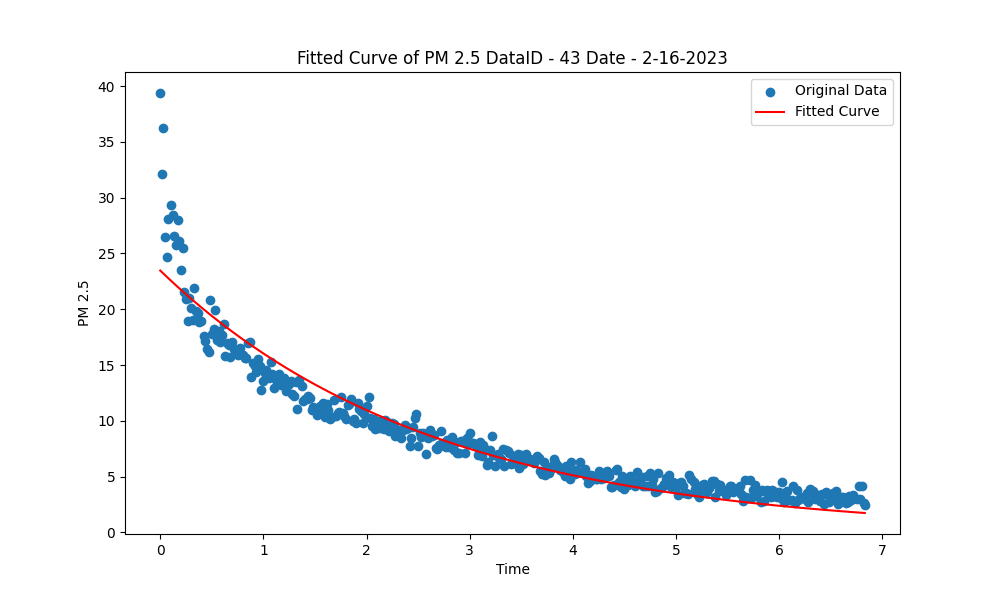 Fitted Curve of PM 2.5 DataID - 43 Date - 2-16-2023
Original Data
Fitted Curve
40
35
30
25
20
15
10
5
0
PM 2.5
0 1 2 3 4 5 6 7
Time